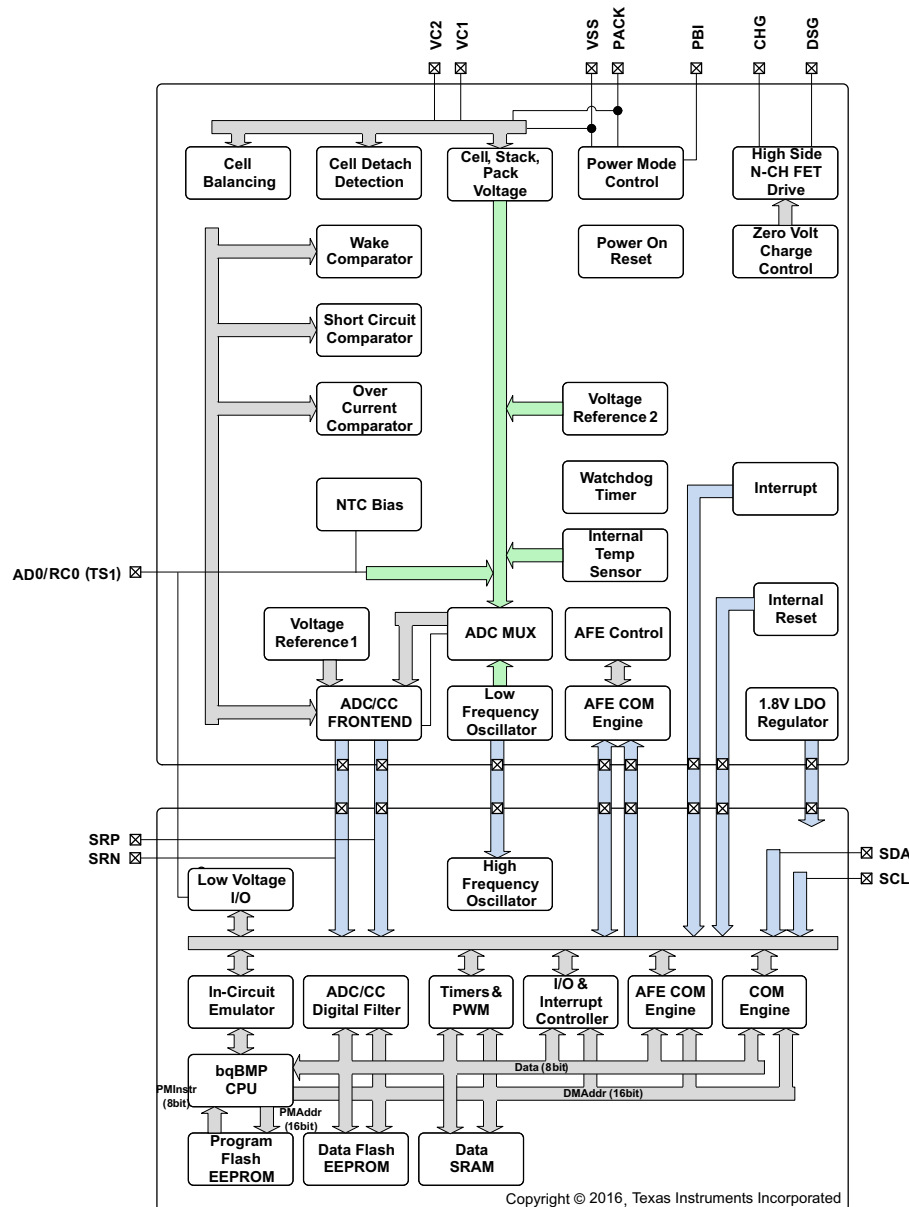 VC2
VC1
VSS
PACK
PBI
CHG
DSG
Cell
Balancing
Cell Detach
Detection
Cell, Stack,
Pack
Voltage
Power Mode
Control
High Side
N-CH FET
Drive
Wake
Comparator
Power On
Reset
Zero Volt
Charge
Control
Short Circuit
Comparator
Over
Current
Comparator
Voltage
Reference 2
NTC Bias
Watchdog
Timer
Interrupt
AD0/RC0 (TS1)
Internal
Temp
Sensor
Voltage
Reference 1
ADC MUX
AFE Control
Internal
Reset
ADC/CC
FRONTEND
Low
Frequency
Oscillator
AFE COM
Engine
1.8V LDO
Regulator
SRP
SRN
SDA
SCL
Low Voltage
I/O
High
Frequency
Oscillator
In-Circuit
Emulator
ADC/CC
Digital Filter
Timers &
PWM
I/O &
Interrupt
Controller
AFE COM
Engine
COM
Engine
bqBMP
CPU
Data (8bit)
DMAddr (16bit)
PMInstr
(8bit)
PMAddr
(16bit)
Program
Flash
EEPROM
Data Flash
EEPROM
Data
SRAM
Copyright © 2016, Texas Instruments Incorporated